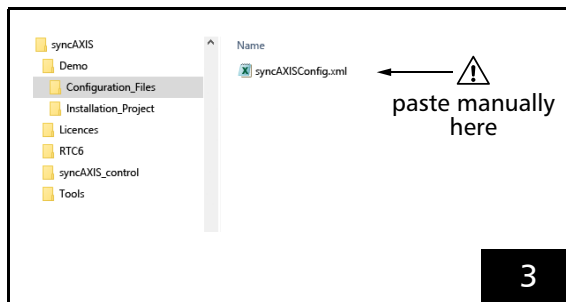 syncAXIS
Demo
Configuration_Files
Installation_Project
Licences
RTC6
syncAXIS_control
Tools
Name
syncAXISConfig.xml
paste manually
here
3